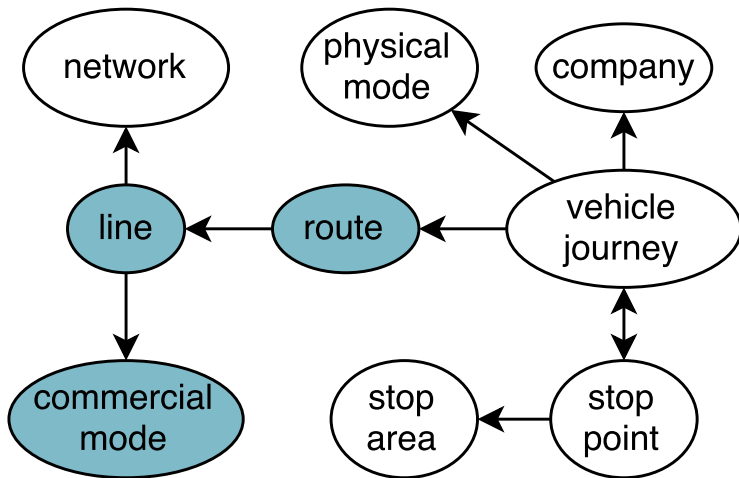 network
physical
mode
company
line
route
vehicle
journey
commercial
mode
stop
area
stop
point